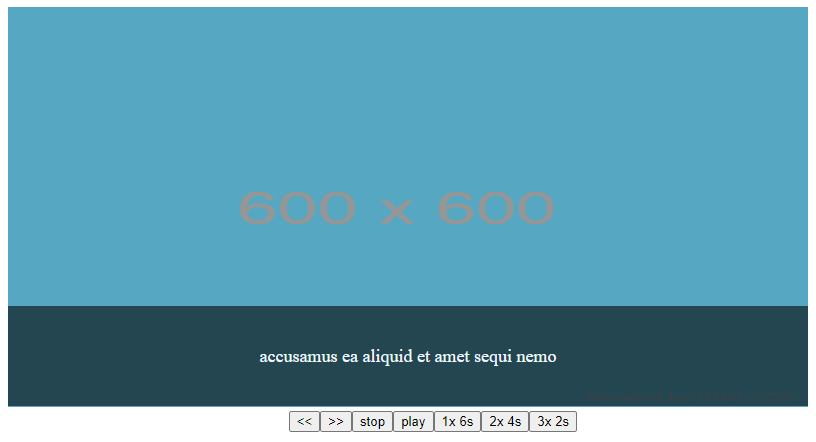 600 x 600
accusamus ea aliquid et amet sequi nemo
<< >> stop play 1x 6s 2x 4s 3x 2s